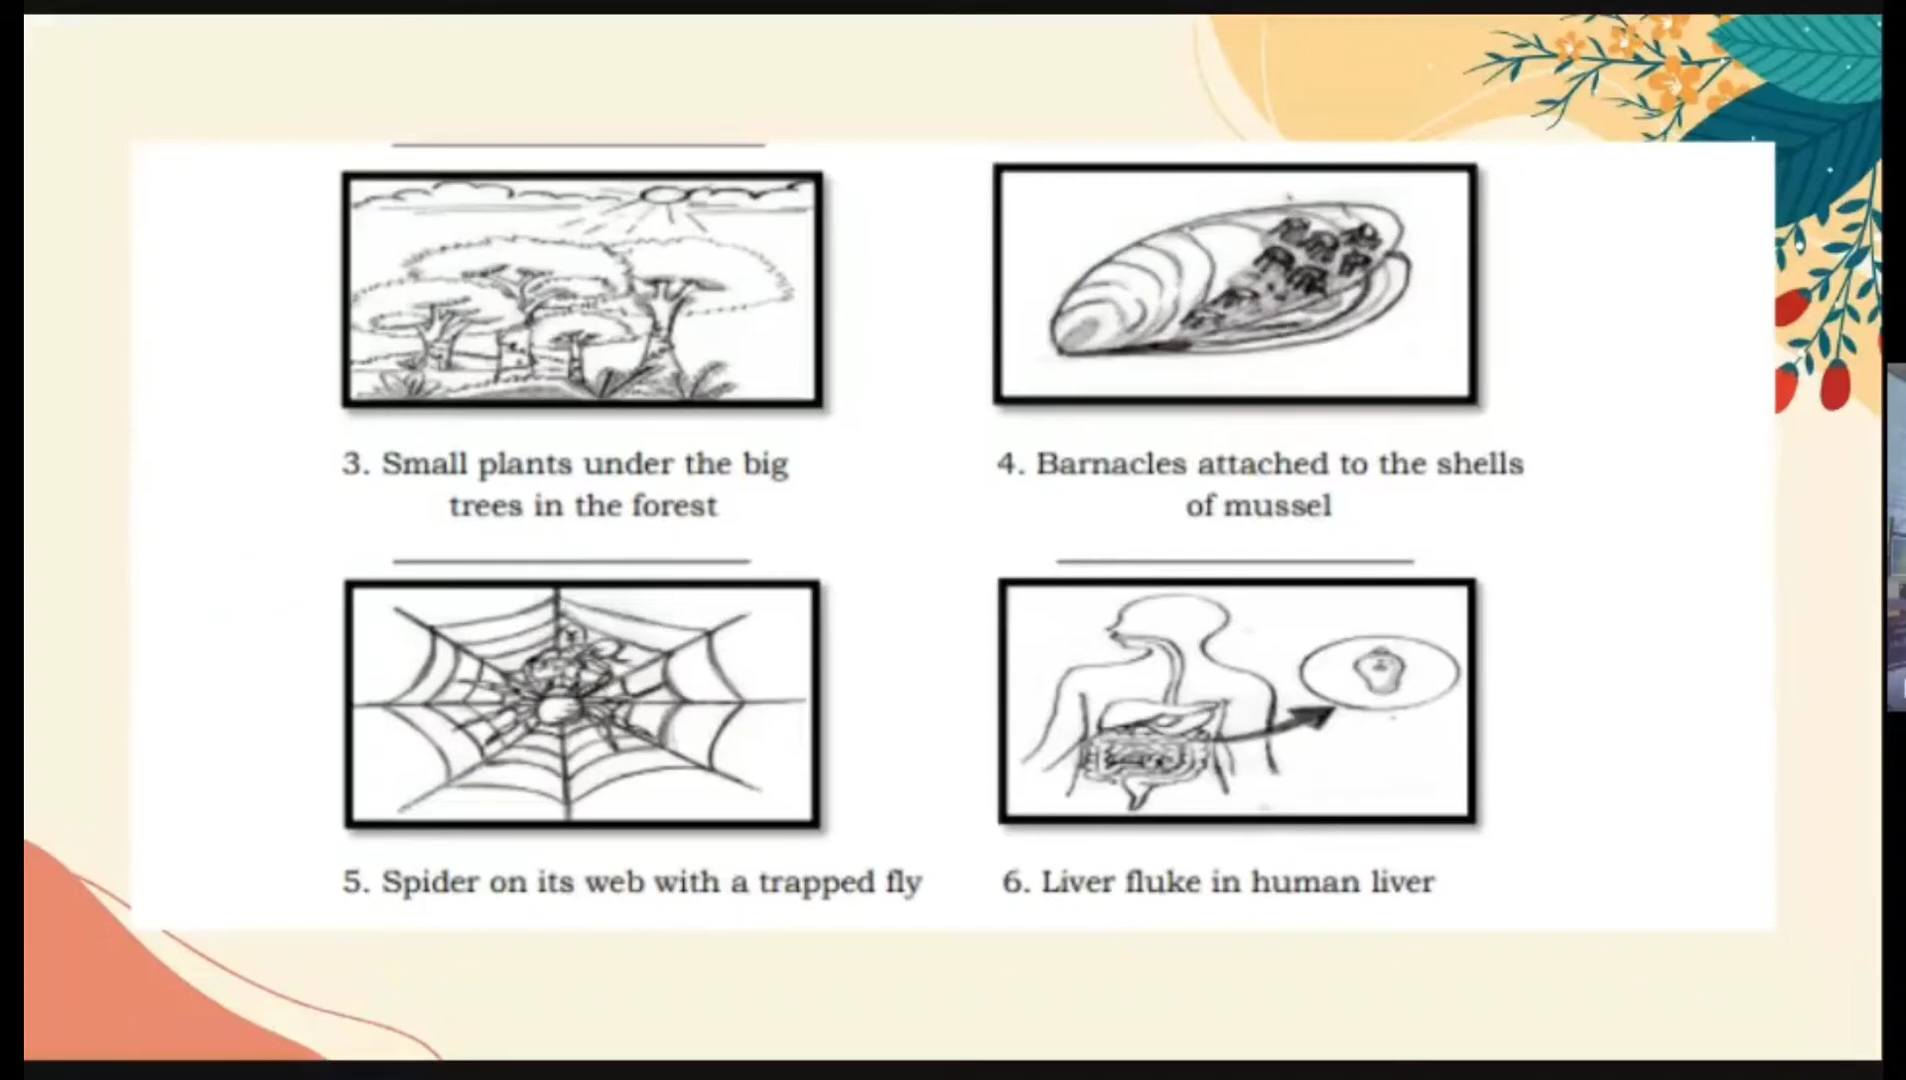 3. Small plants under the big
trees in the forest
4. Barnacles attached to the shells
of mussel
5. Spider on its web with a trapped fly
6. Liver fluke in human liver